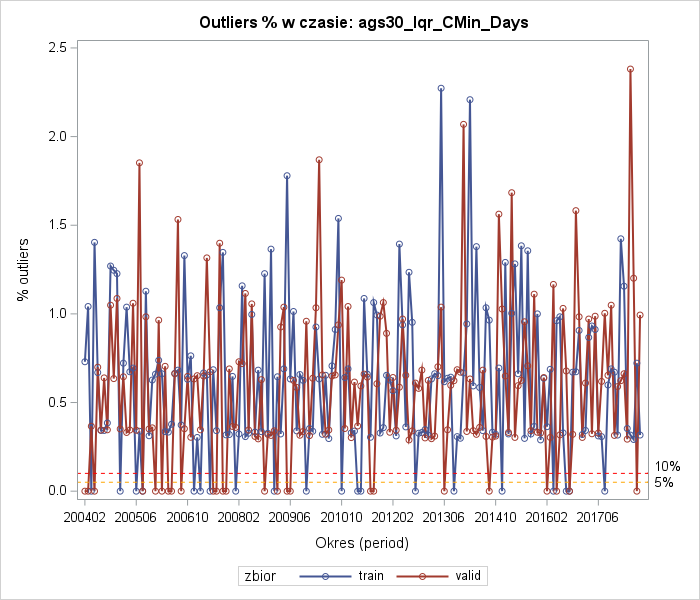 Outliers % w czasie: ags30_Iqr_CMin_Days
2.5
2.0
1.5
1.0
0.5
0.0
% outliers
10%
5%
200402 200506 200610 200802 200906 201010 201202 201306 201410 201602 201706
Okres (period)
zbior train valid